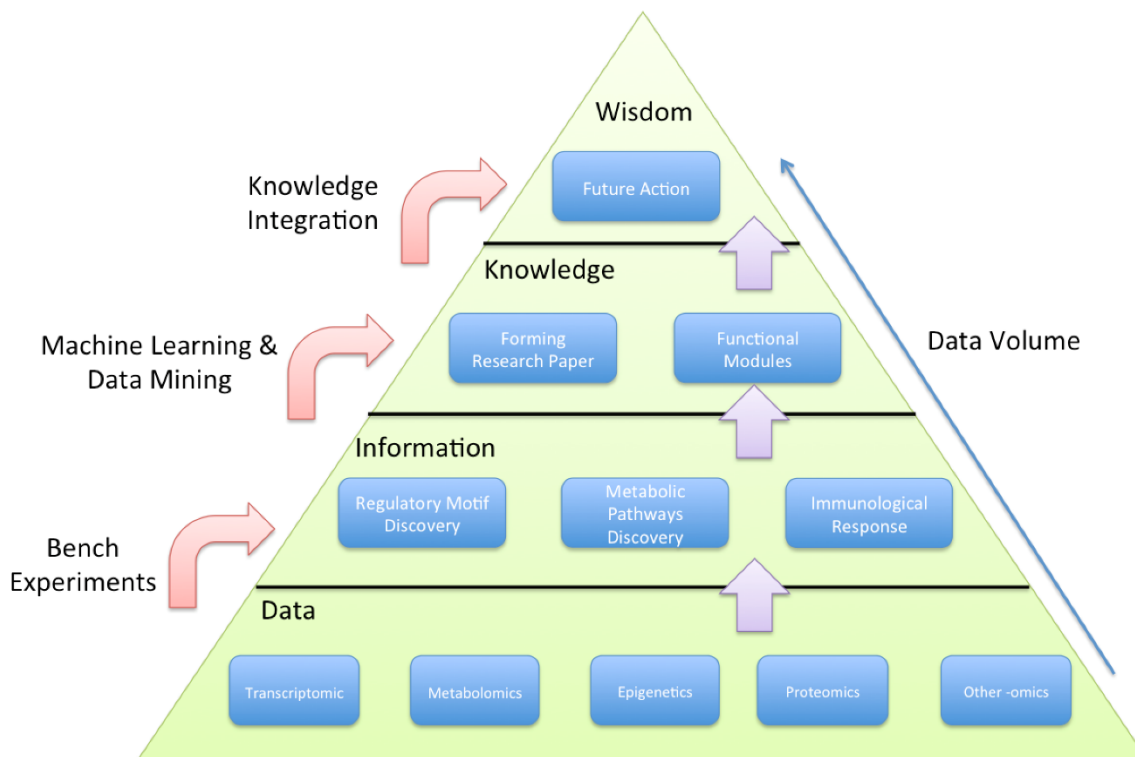 Wisdom
Future Action
Knowledge
Integration
Knowledge
Forming
Research Paper
Functional
Modules
Machine Learning &
Data Mining
Data Volume
Information
Regulatory Motif
Discovery
Metabolic
Pathways
Discovery
Immunological
Response
Bench
Experiments
Data
Transcriptomic
Metabolomics
Epigenetics
Proteomics
Other -omics